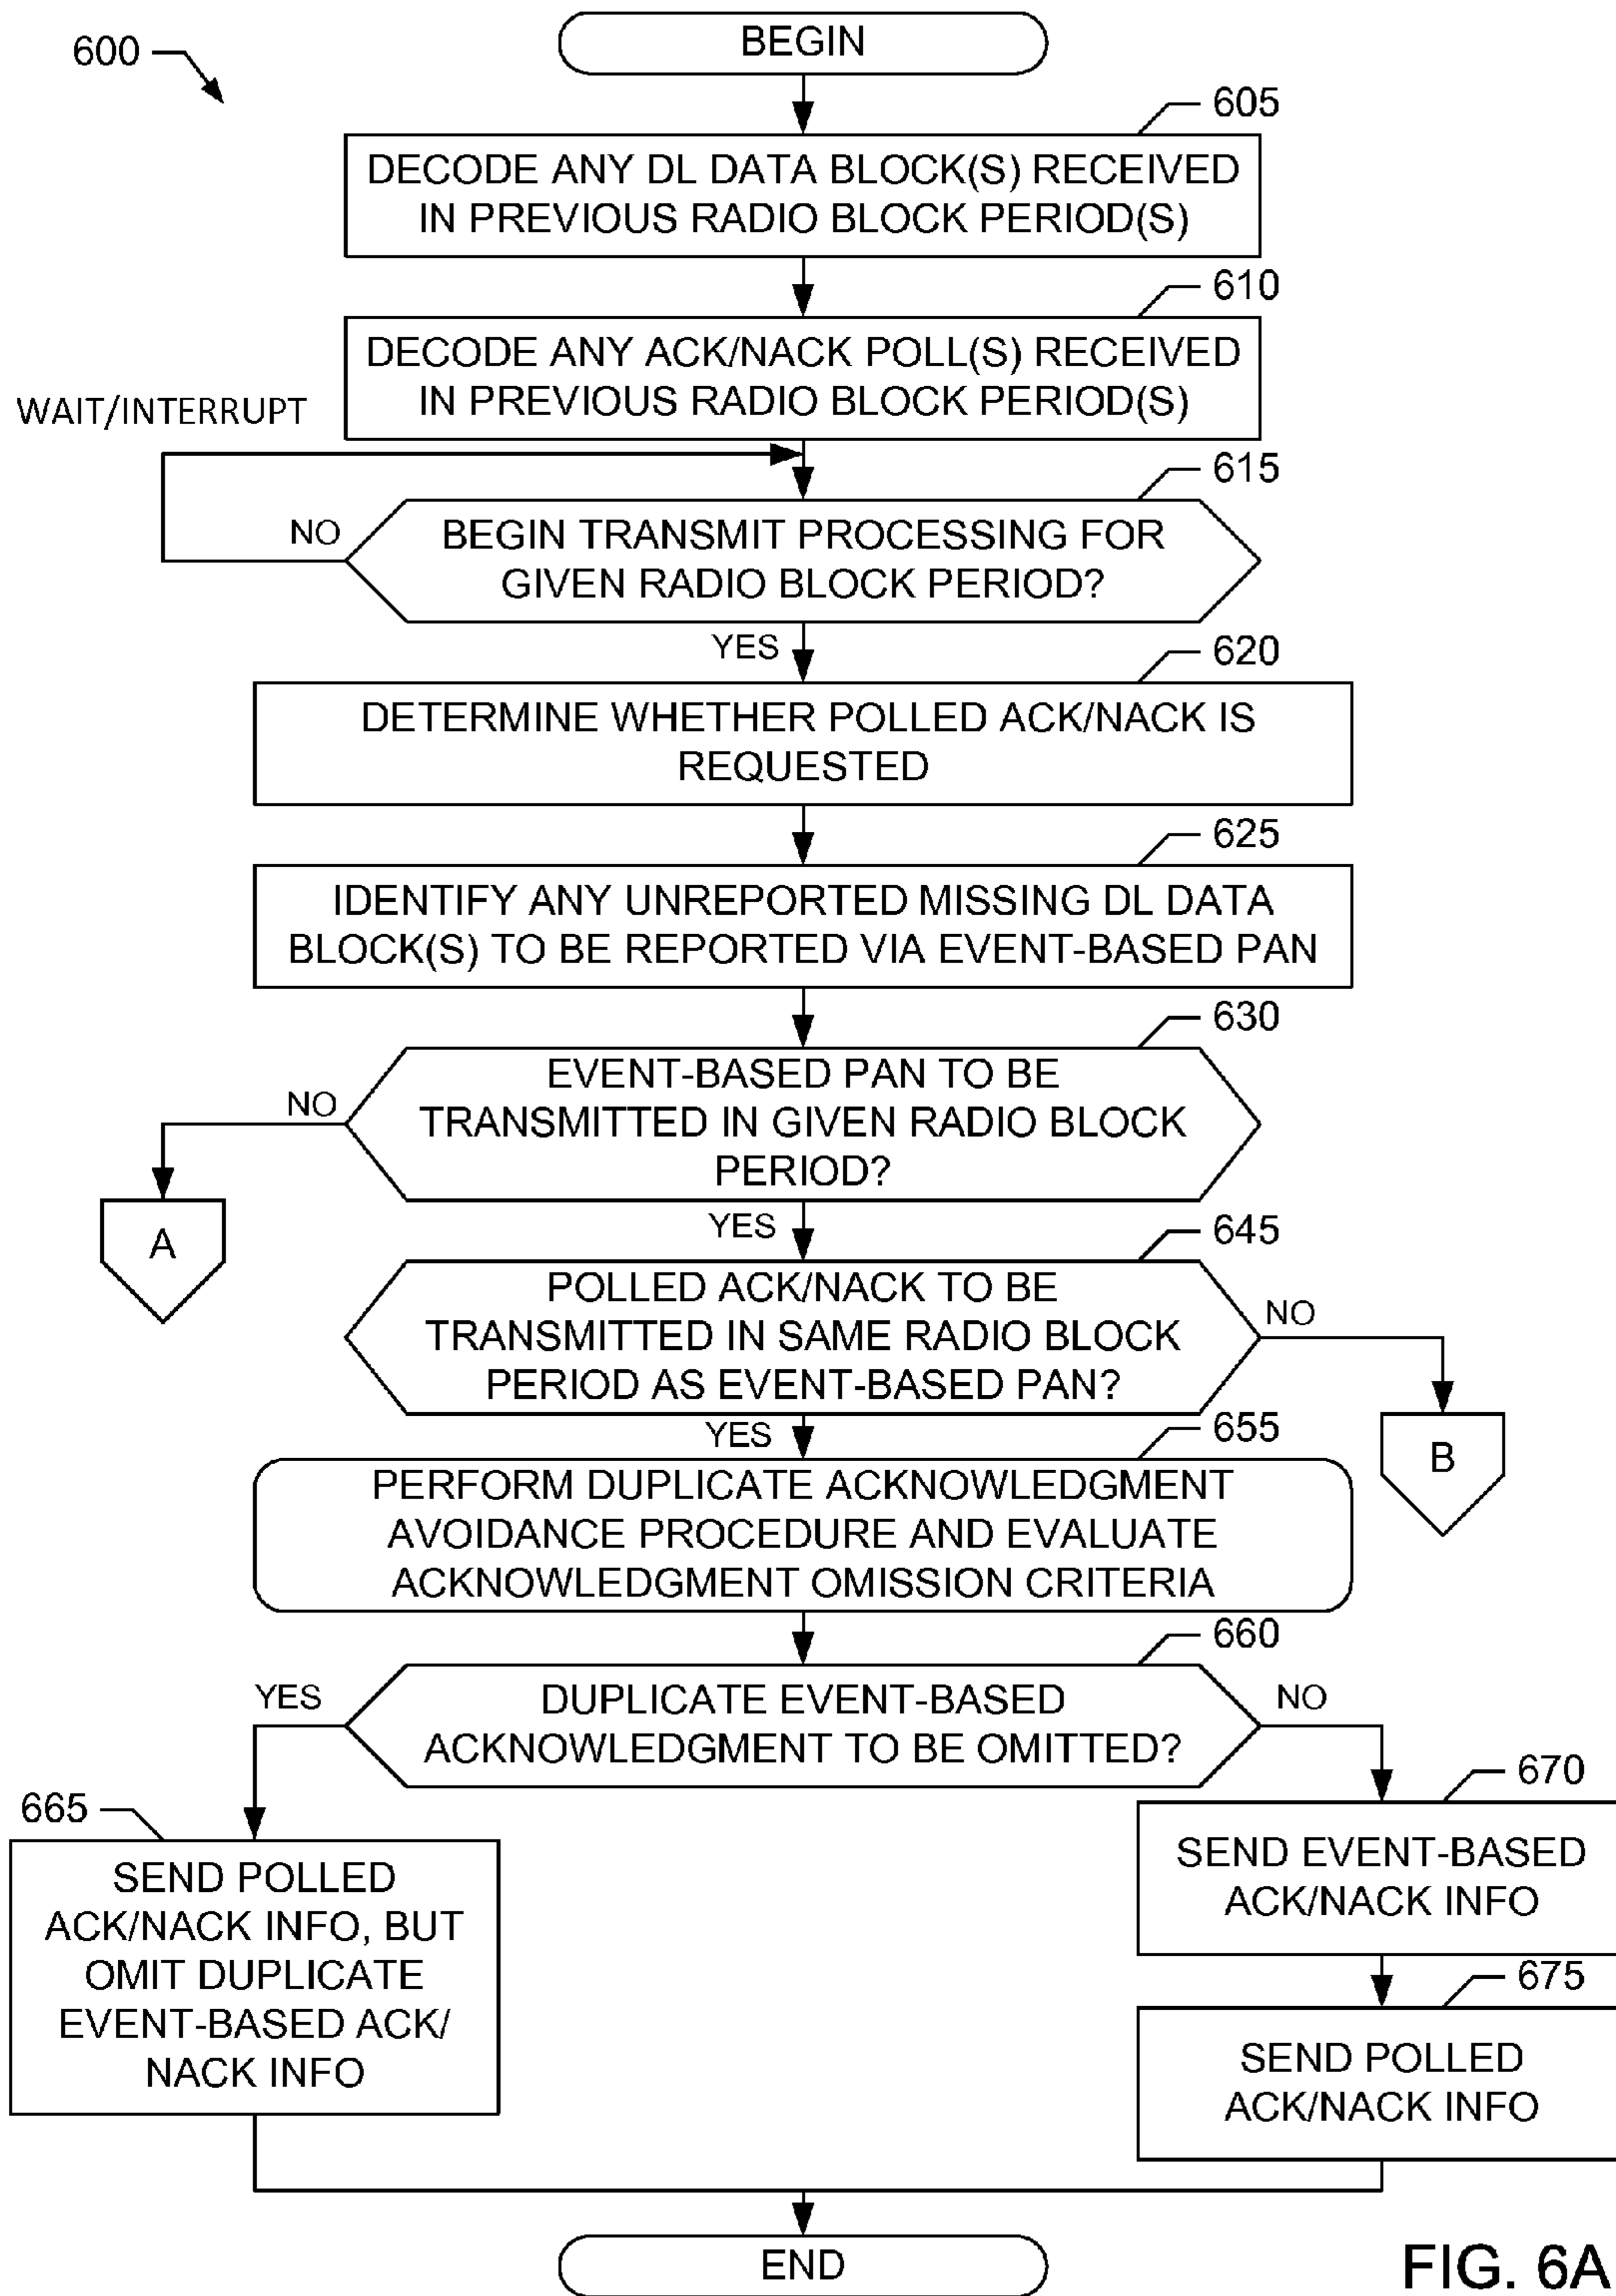 600
BEGIN
605
DECODE ANY DL DATA BLOCK(S) RECEIVED
IN PREVIOUS RADIO BLOCK PERIOD(S)
610
DECODE ANY ACK/NACK POLL(S) RECEIVED
IN PREVIOUS RADIO BLOCK PERIOD(S)
WAIT/INTERRUPT
615
NO
BEGIN TRANSMIT PROCESSING FOR
GIVEN RADIO BLOCK PERIOD?
YES
620
DETERMINE WHETHER POLLED ACK/NACK IS
REQUESTED
625
IDENTIFY ANY UNREPORTED MISSING DL DATA
BLOCK(S) TO BE REPORTED VIA EVENT-BASED PAN
630
NO
EVENT-BASED PAN TO BE
TRANSMITTED IN GIVEN RADIO BLOCK
PERIOD?
A
YES
645
POLLED ACK/NACK TO BE
TRANSMITTED IN SAME RADIO BLOCK
PERIOD AS EVENT-BASED PAN?
NO
B
YES
655
PERFORM DUPLICATE ACKNOWLEDGMENT
AVOIDANCE PROCEDURE AND EVALUATE
ACKNOWLEDGMENT OMISSION CRITERIA
660
YES
DUPLICATE EVENT-BASED
ACKNOWLEDGMENT TO BE OMITTED?
NO
665
SEND POLLED
ACK/NACK INFO, BUT
OMIT DUPLICATE
EVENT-BASED ACK/
NACK INFO
670
SEND EVENT-BASED
ACK/NACK INFO
675
SEND POLLED
ACK/NACK INFO
END
FIG. 6A